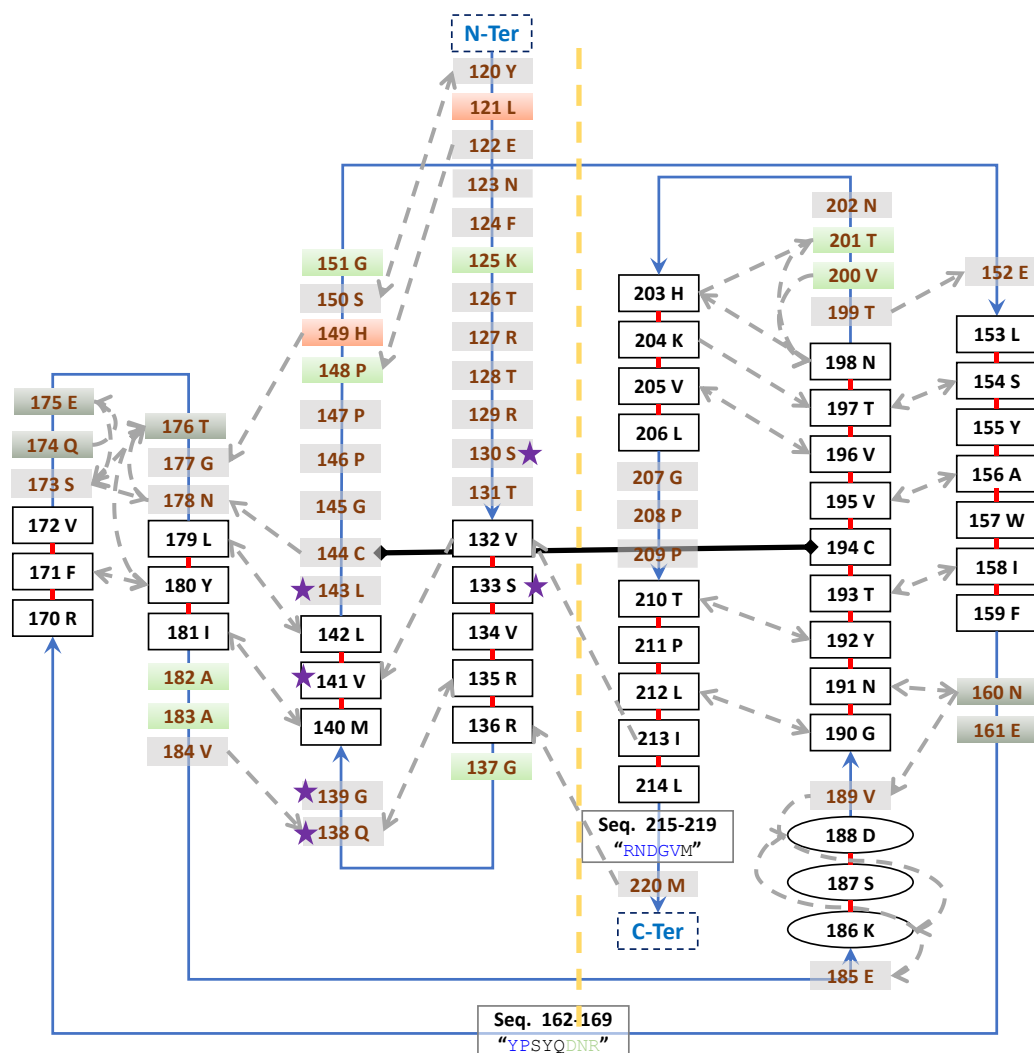 N-Ter
120 Y
121 L
122 E
123 N
124 F
125 K
126 T
127 R
128 T
129 R
130 S
131 T
132 V
133 S
134 V
135 R
136 R
137 G
151 G
150 S
149 H
148 P
147 P
146 P
145 G
144 C
143 L
142 L
141 V
140 M
139 G
138 Q
175 E
174 Q
173 S
172 V
171 F
170 R
176 T
177 G
178 N
179 L
180 Y
181 I
182 A
183 A
184 V
203 H
204 K
205 V
206 L
207 G
208 P
209 P
210 T
211 P
212 L
213 I
214 L
Seq. 215-219
“RNDGVM”
220 M
C-Ter
202 N
201 T
200 V
199 T
198 N
197 T
196 V
195 V
194 C
193 T
192 Y
191 N
190 G
189 V
188 D
187 S
186 K
185 E
152 E
153 L
154 S
155 Y
156 A
157 W
158 I
159 F
160 N
161 E
Seq. 162-169
“YPSYQDNR”